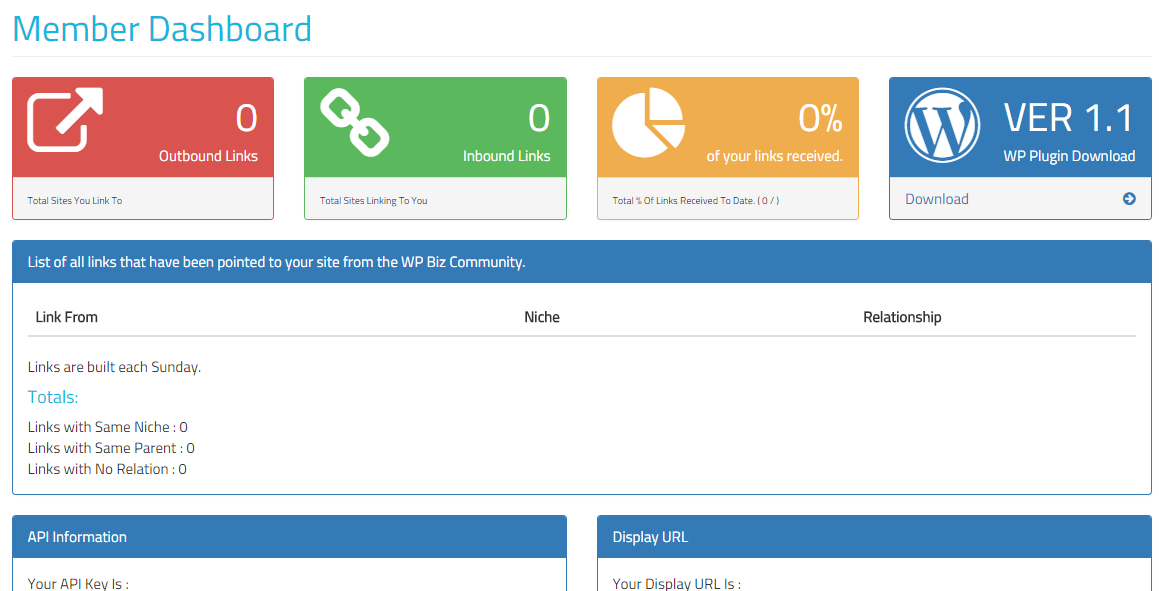 Member Dashboard
0
Outbound Links
Total Sites You Link To
0
Inbound Links
Total Sites Linking To You
0%
of your links received.
Total % Of Links Received To Date. ( 0 / )
VER 1.1
WP Plugin Download
Download
List of all links that have been pointed to your site from the WP Biz Community.
Link From Niche Relationship
Links are built each Sunday.
Totals:
Links with Same Niche : 0
Links with Same Parent : 0
Links with No Relation : 0
API Information
Your API Key Is :
Display URL
Your Display URL Is :